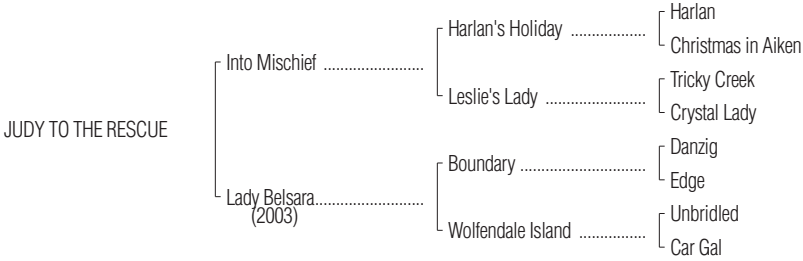 Harlan
Harlan's Holiday ....................
Christmas in Aiken
Into Mischief ...........................
Tricky Creek
Leslie's Lady ...........................
Crystal Lady
JUDY TO THE RESCUE
Danzig
Boundary ..................................
Edge
Lady Belsara.............................
(2003)
Unbridled
Wolfendale Island ..................
Car Gal